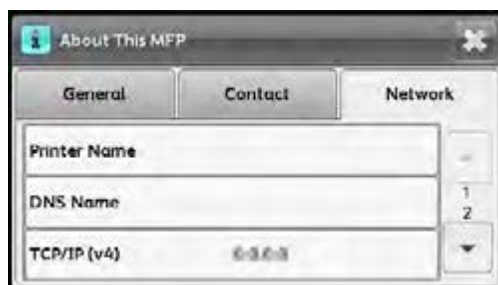 About This MFP
General Contact Network
Printer Name
DNS Name
1
2
TCP/IP (v4)